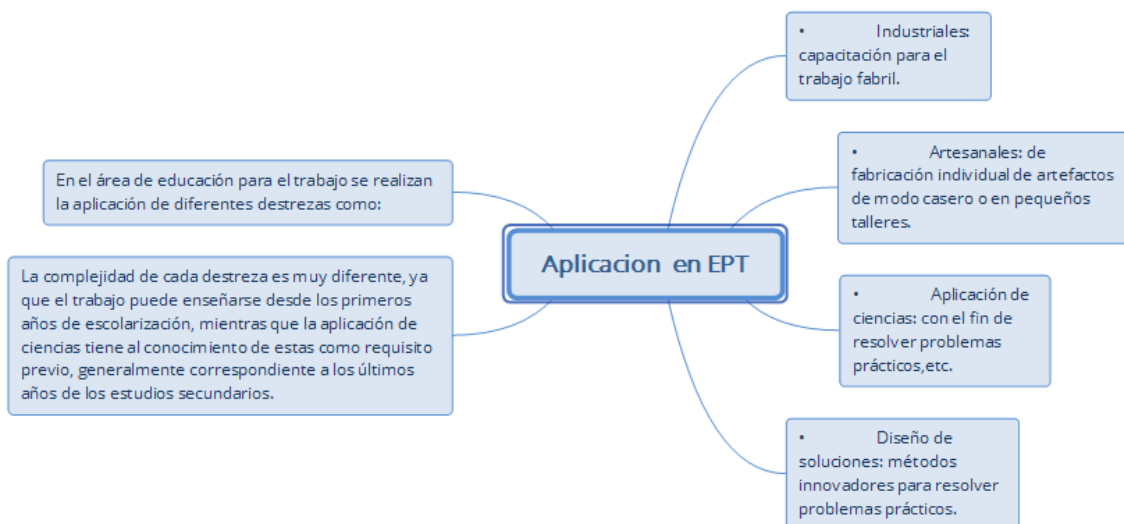 Aplicacion en EPT
En el área de educación para el trabajo se realizan
la aplicación de diferentes destrezas como:
La complejidad de cada destreza es muy diferente, ya
que el trabajo puede enseñarse desde los primeros
años de escolarización, mientras que la aplicación de
ciencias tiene al conocimiento de estas como requisito
previo, generalmente correspondiente a los últimos
años de los estudios secundarios.
• Industriales:
capacitación para el
trabajo fabril.
• Artesanales: de
fabricación individual de artefactos
de modo casero o en pequeños
talleres.
• Aplicación de
ciencias: con el fin de
resolver problemas
prácticos,etc.
• Diseño de
soluciones: métodos
innovadores para resolver
problemas prácticos.